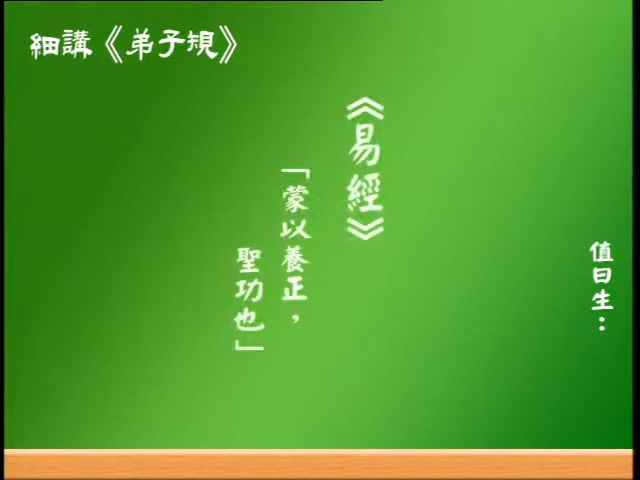 細講《弟子規》
《易經》
「蒙以養正，
聖功也」
值日生：